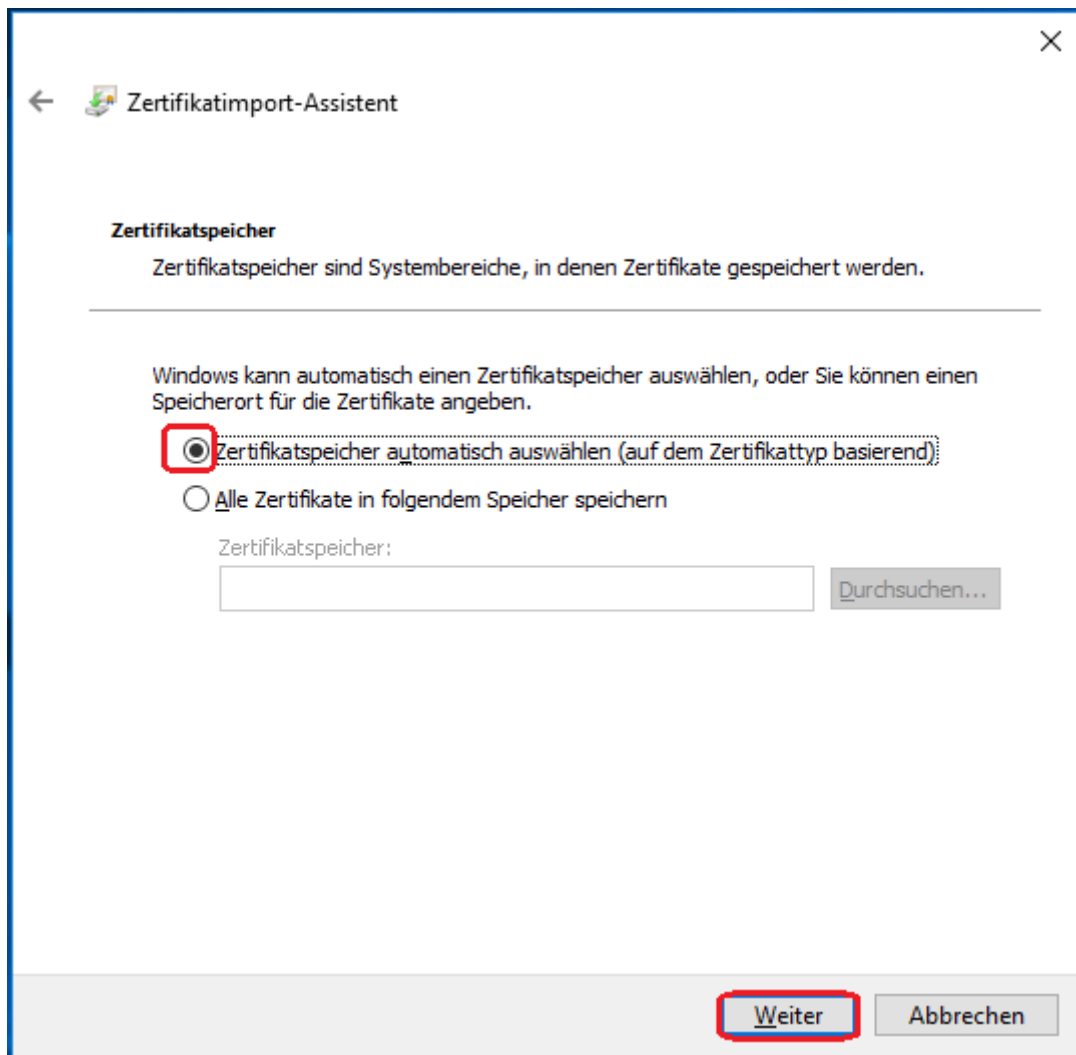 Zertifikatimport-Assistent
Zertifikatspeicher
Zertifikatspeicher sind Systembereiche, in denen Zertifikate gespeichert werden.
Windows kann automatisch einen Zertifikatspeicher auswählen, oder Sie können einen
Speicherort für die Zertifikate angeben.
Zertifikatspeicher automatisch auswählen (auf dem Zertifikattyp basierend)
Alle Zertifikate in folgendem Speicher speichern
Zertifikatspeicher:
Durchsuchen...
Weiter Abbrechen